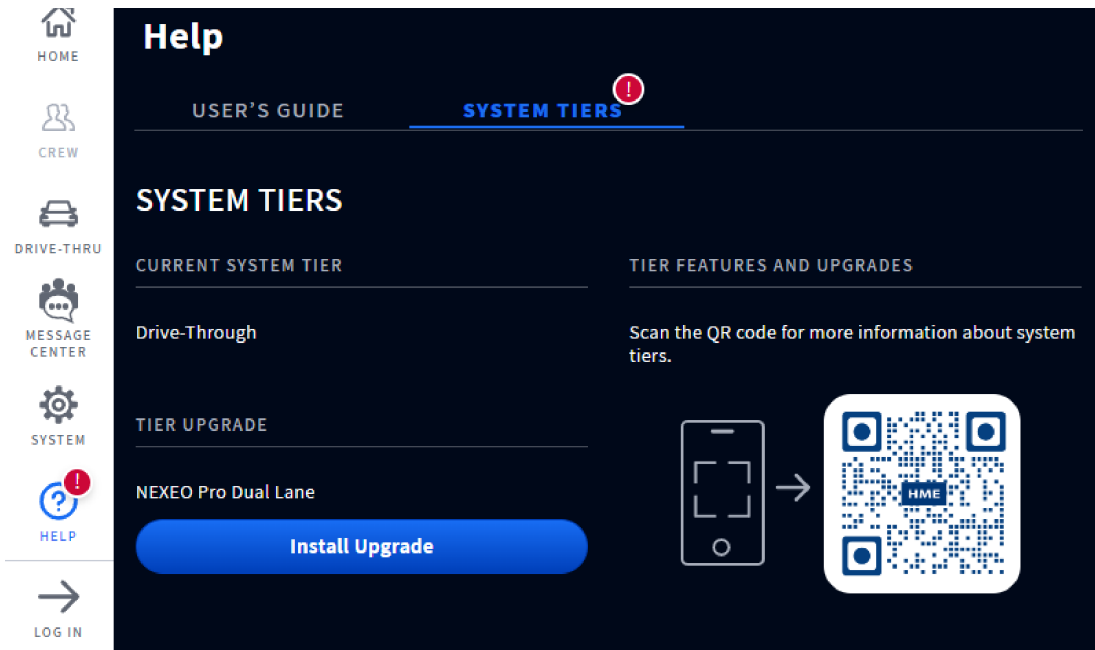 HOME
CREW
DRIVE-THRU
MESSAGE
CENTER
SYSTEM
!
HELP
LOG IN
Help
USER'S GUIDE
SYSTEM TIERS
!
SYSTEM TIERS
CURRENT SYSTEM TIER
Drive-Through
TIER UPGRADE
NEXEO Pro Dual Lane
Install Upgrade
TIER FEATURES AND UPGRADES
Scan the QR code for more information about system
tiers.
HME